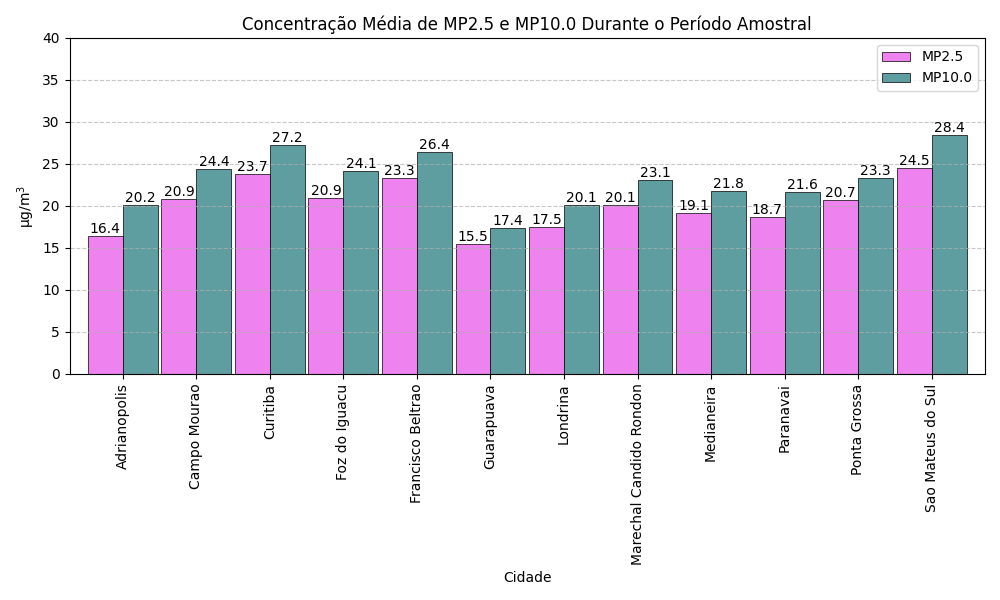 Concentração Média de MP2.5 e MP10.0 Durante o Período Amostral
MP2.5
MP10.0
µg/m³
40
35
30
25
20
15
10
5
0
16.4
20.2
20.9
24.4
23.7
27.2
20.9
24.1
23.3
26.4
15.5
17.4
17.5
20.1
20.1
23.1
19.1
21.8
18.7
21.6
20.7
23.3
24.5
28.4
Adrianopolis
Campo Mourao
Curitiba
Foz do Iguacu
Francisco Beltrao
Guarapuava
Londrina
Marechal Candido Rondon
Medianeira
Paranavai
Ponta Grossa
Sao Mateus do Sul
Cidade